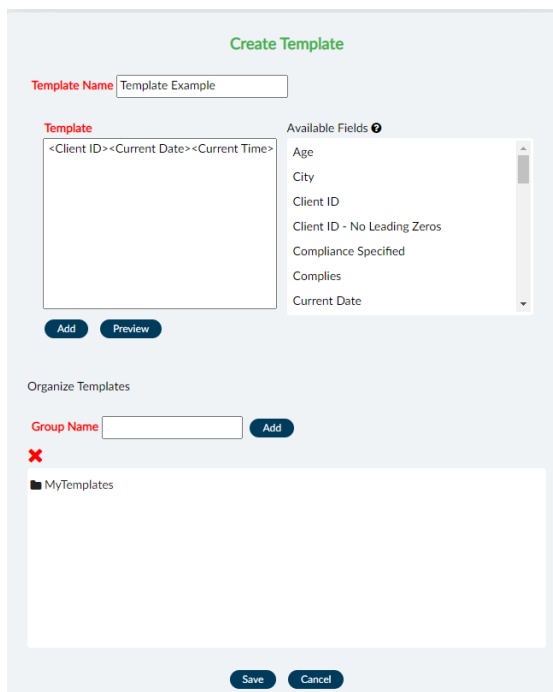 Create Template
Template Name Template Example
Template
<Client ID><Current Date><Current Time>
Add Preview
Available Fields ?
Age
City
Client ID
Client ID - No Leading Zeros
Compliance Specified
Complies
Current Date
Organize Templates
Group Name Add
MyTemplates
Save Cancel